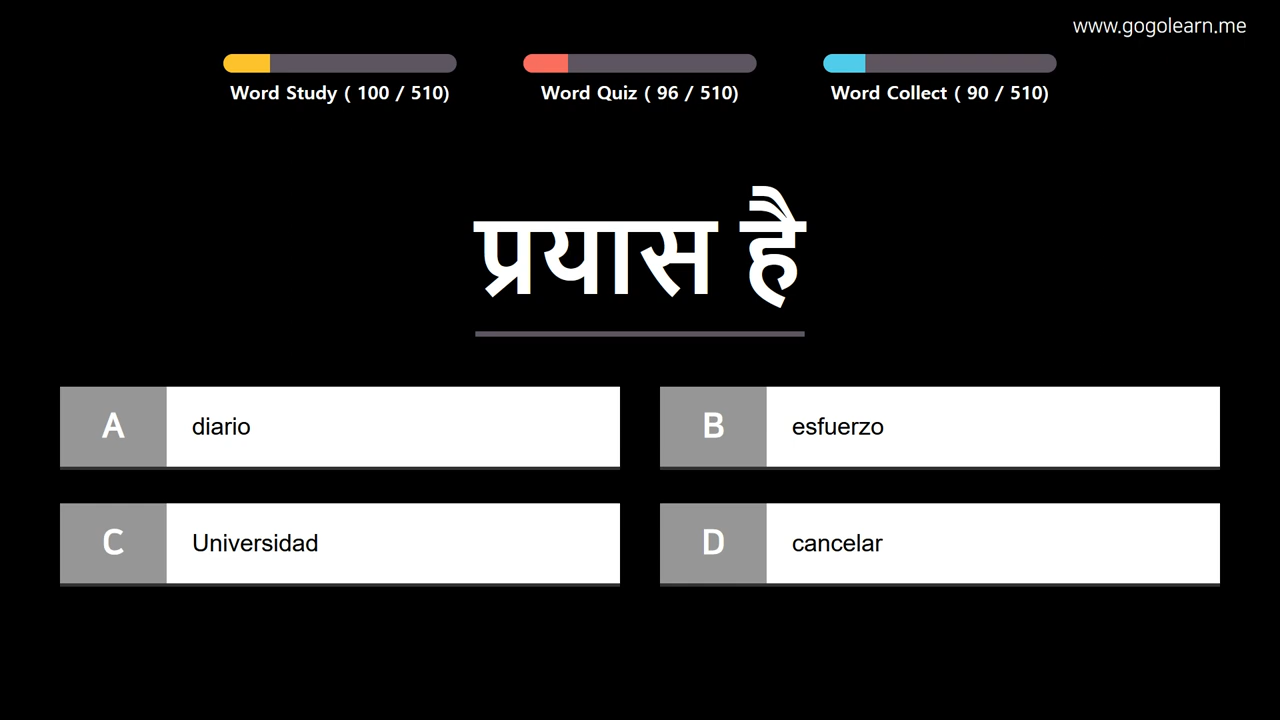 www.gogolearn.me
Word Study ( 100 / 510)
Word Quiz ( 96 / 510)
Word Collect ( 90 / 510)
प्रयास है
A diario
B esfuerzo
C Universidad
D cancelar